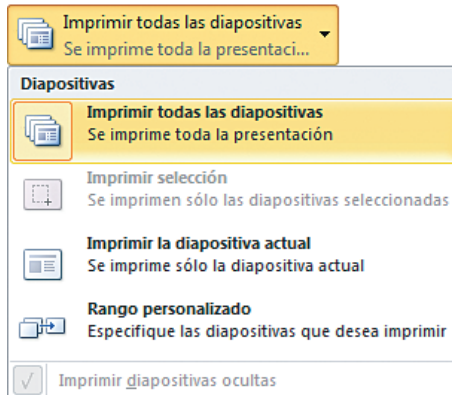 Imprimir todas las diapositivas
Se imprime toda la presentaci...
Diapositivas
Imprimir todas las diapositivas
Se imprime toda la presentación
Imprimir selección
Se imprimen sólo las diapositivas seleccionadas
Imprimir la diapositiva actual
Se imprime sólo la diapositiva actual
Rango personalizado
Especifique las diapositivas que desea imprimir
Imprimir diapositivas ocultas